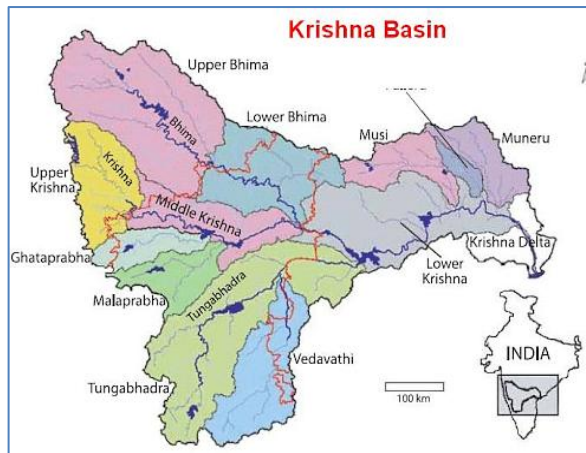 Krishna Basin
Upper Bhima
Lower Bhima
Bhima
Musi
Muneru
Upper
Krishna
Krishna
Middle Krishna
Krishna Delta
Ghataprabha
Lower
Krishna
Malaprabha
Tungabhadra
INDIA
Vedavathi
Tungabhadra
100 km